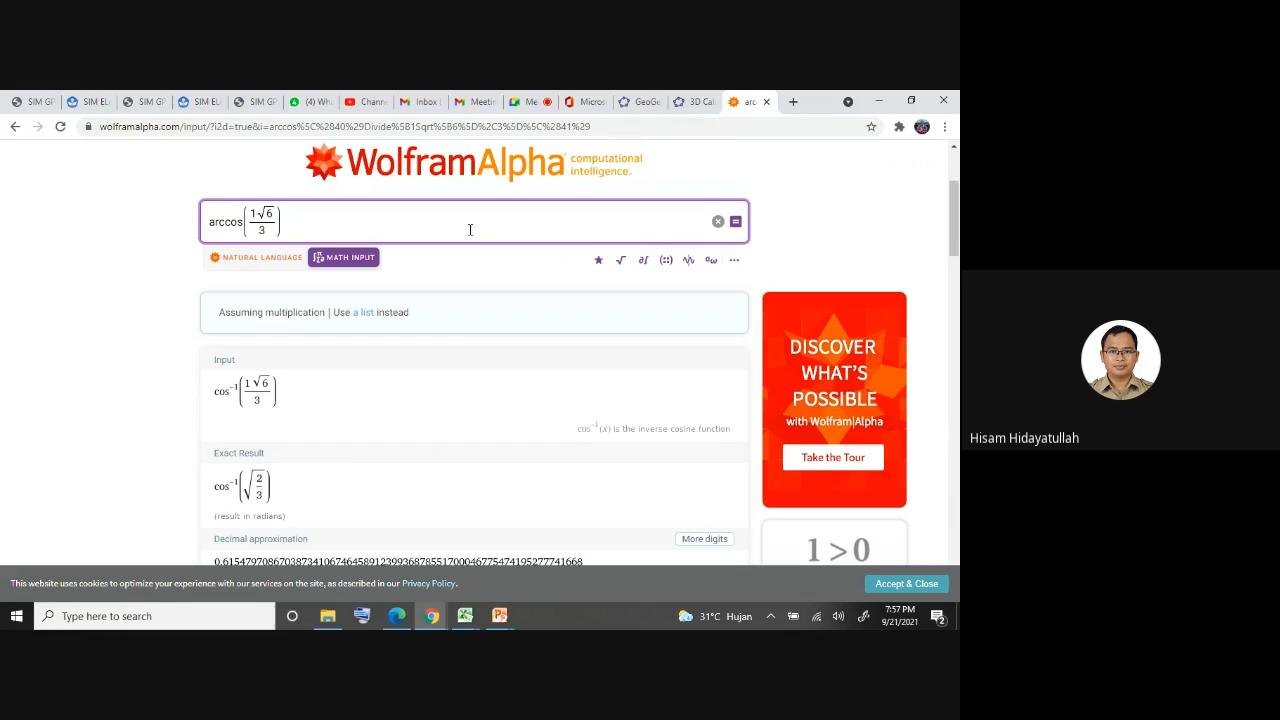 SIM GP
SIM EL
SIM GP
SIM EL
SIM GP
(4) Wh
Chann
Inbox (
Meetin
Me
Micros
GeoGe
3D Cal
arc
wolframalpha.com/input/?i2d=true&i=arccos%5C%2840%29Divide%5B1Sqrt%5B6%5D%2C3%5D%5C%2841%29
WolframAlpha computational intelligence.
arccos(1√6/3)
NATURAL LANGUAGE
MATH INPUT
Assuming multiplication | Use a list instead
Input
cos⁻¹(1 √6/3)
cos⁻¹(x) is the inverse cosine function
Exact Result
cos⁻¹(√(2/3))
(result in radians)
Decimal approximation
More digits
DISCOVER
WHAT'S
POSSIBLE
with Wolfram|Alpha
Take the Tour
1 > 0
This website uses cookies to optimize your experience with our services on the site, as described in our Privacy Policy.
Accept & Close
Type here to search
31°C Hujan
7:57 PM
9/21/2021
2
Hisam Hidayatullah